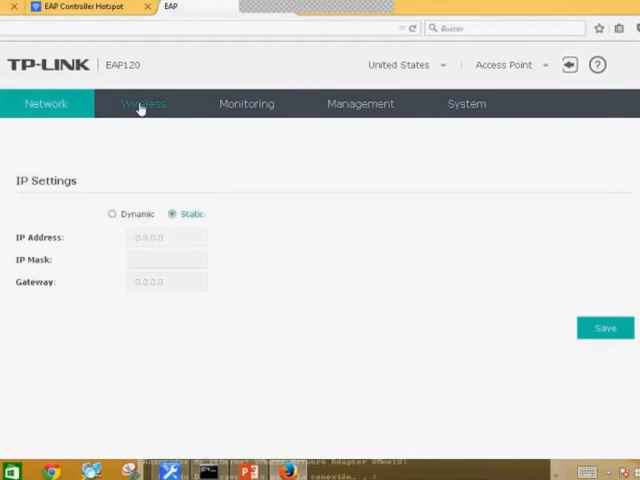 EAP Controller Hotspot
EAP
Buscar
TP-LINK EAP120 United States Access Point
Network Wireless Monitoring Management System
IP Settings
Dynamic Static
IP Address: 0.0.0.0
IP Mask:
Gateway: 0.0.0.0
Save